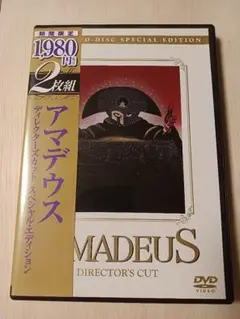 期間限定
1,980円
2枚組
アマデウス
ディレクターズカット スペシャル・エディション
O-DISC SPECIAL EDITION
MADEUS
DIRECTOR'S CUT
DVD
VIDEO